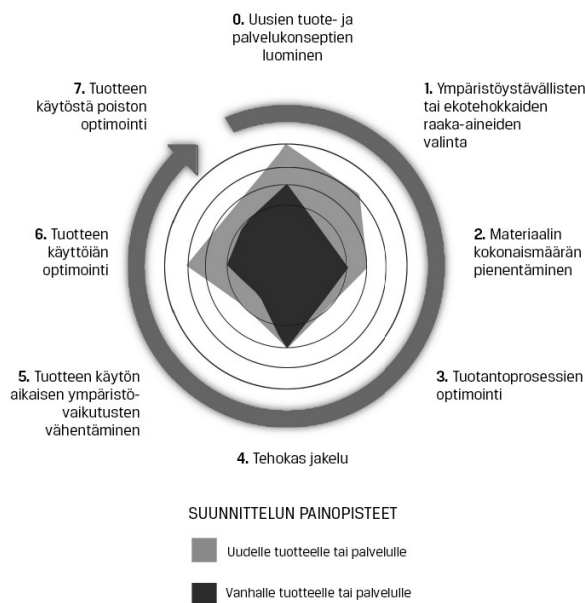 0. Uusien tuote- ja
palvelukonseptien
luominen
1. Ympäristöystävällisten
tai ekotehokkaiden
raaka-aineiden
valinta
2. Materiaalin
kokonaismäärän
pienentäminen
3. Tuotantoprosessien
optimointi
4. Tehokas jakelu
5. Tuotteen käytön
aikaisen ympäristö-
vaikutusten
vähentäminen
6. Tuotteen
käyttöiän
optimointi
7. Tuotteen
käytöstä poiston
optimointi
SUUNNITTELUN PAINOPISTEET
Uudelle tuotteelle tai palvelulle
Vanhalle tuotteelle tai palvelulle